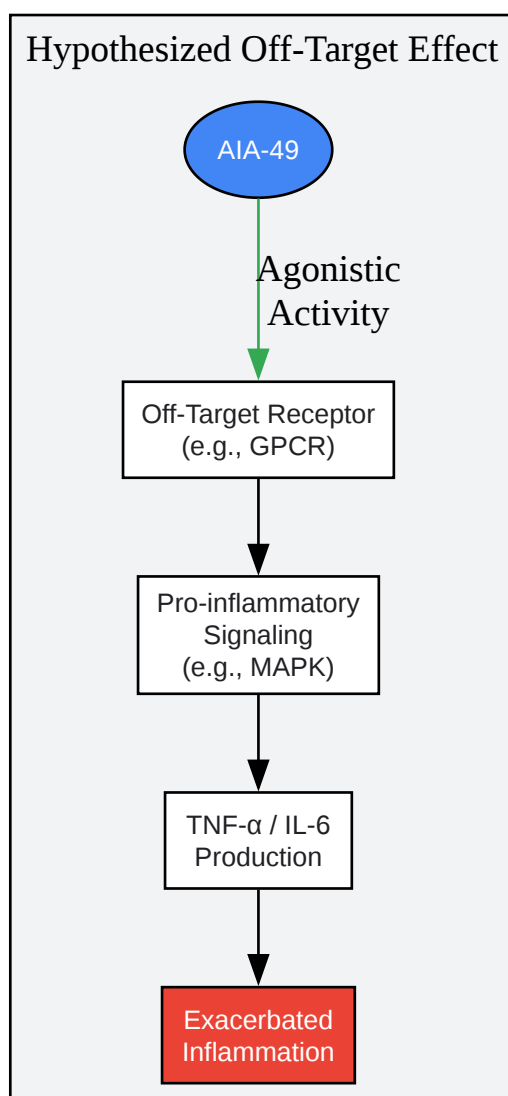 Hypothesized Off-Target Effect
AIA-49
Agonistic
Activity
Off-Target Receptor
(e.g., GPCR)
Pro-inflammatory
Signaling
(e.g., MAPK)
TNF-α / IL-6
Production
Exacerbated
Inflammation